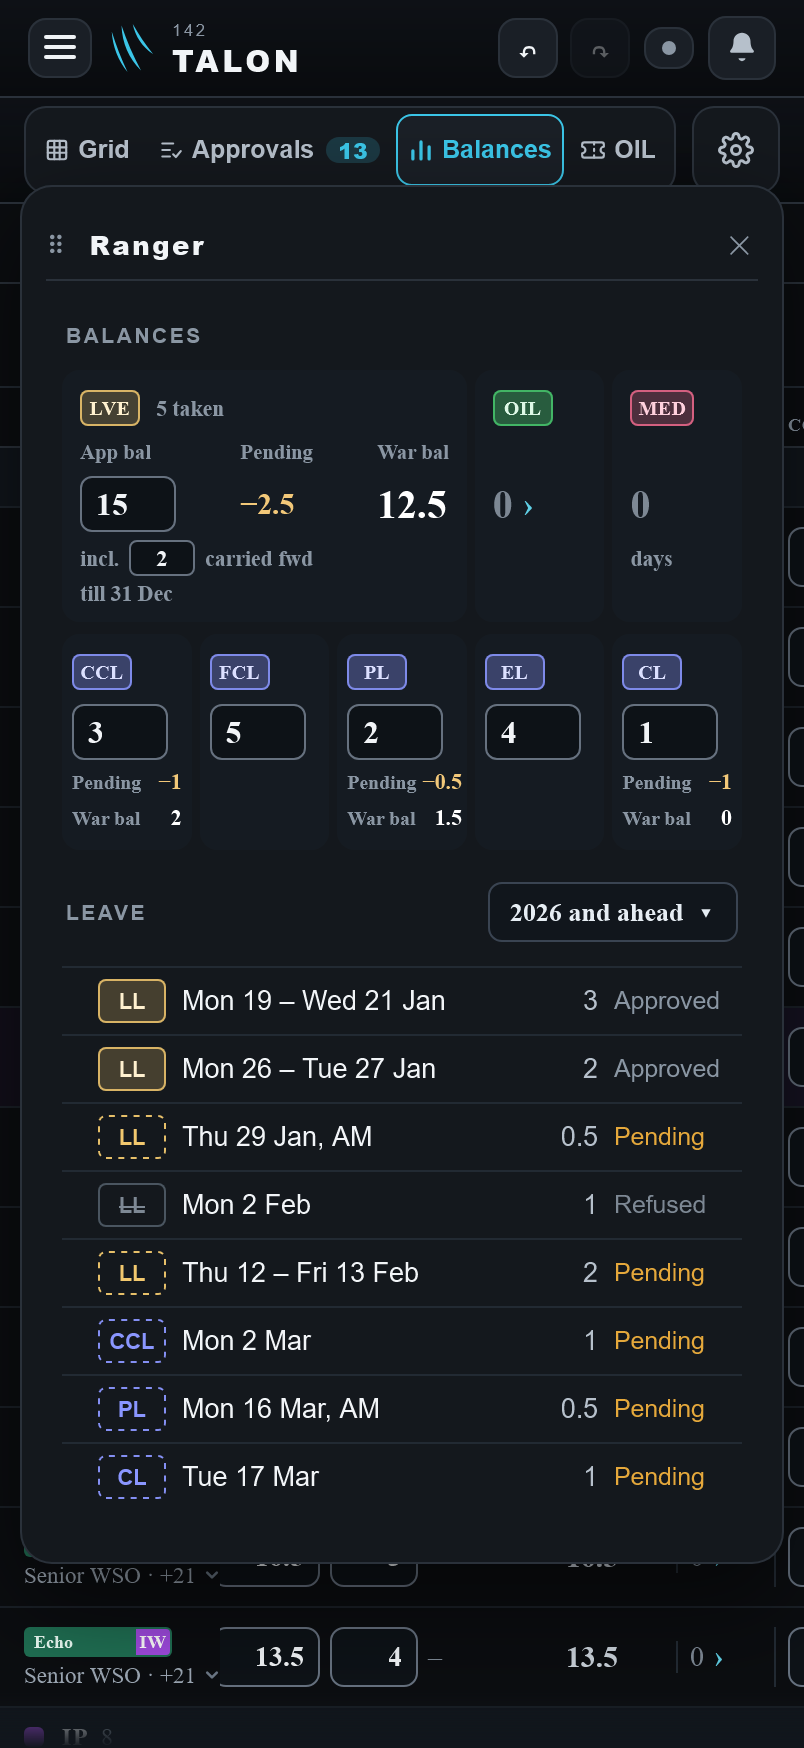 142
TALON
Grid
Approvals 13
Balances
OIL
Ranger
BALANCES
LVE 5 taken
App bal Pending War bal
15 −2.5 12.5
incl. 2 carried fwd
till 31 Dec
OIL
0 ›
MED
0
days
CCL
3
Pending −1
War bal 2
FCL
5
PL
2
Pending −0.5
War bal 1.5
EL
4
CL
1
Pending −1
War bal 0
LEAVE 2026 and ahead ▼
LL Mon 19 – Wed 21 Jan 3 Approved
LL Mon 26 – Tue 27 Jan 2 Approved
LL Thu 29 Jan, AM 0.5 Pending
LL Mon 2 Feb 1 Refused
LL Thu 12 – Fri 13 Feb 2 Pending
CCL Mon 2 Mar 1 Pending
PL Mon 16 Mar, AM 0.5 Pending
CL Tue 17 Mar 1 Pending
Senior WSO · +21
Echo IW
Senior WSO · +21 13.5 4 – 13.5 0 ›
IP 8